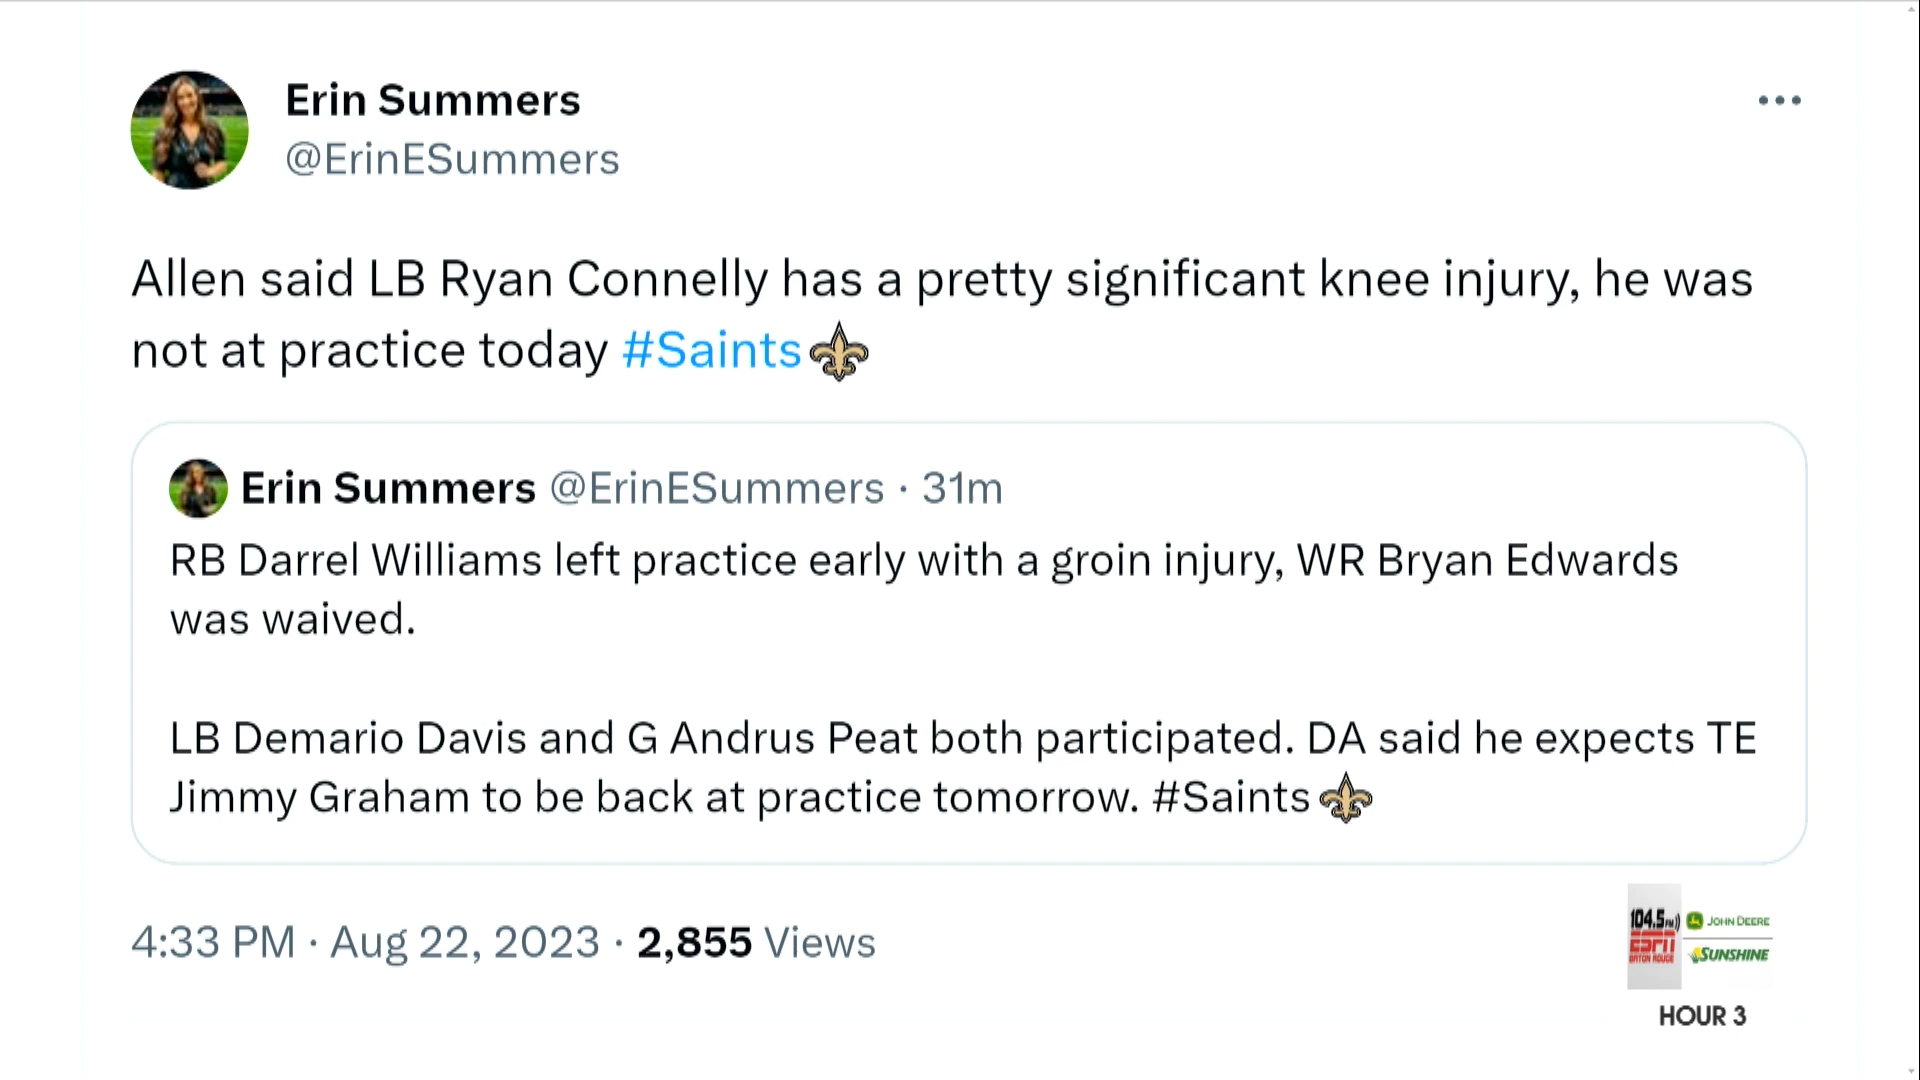 Erin Summers
@ErinESummers
Allen said LB Ryan Connelly has a pretty significant knee injury, he was
not at practice today #Saints
Erin Summers @ErinESummers · 31m
RB Darrel Williams left practice early with a groin injury, WR Bryan Edwards
was waived.
LB Demario Davis and G Andrus Peat both participated. DA said he expects TE
Jimmy Graham to be back at practice tomorrow. #Saints
4:33 PM · Aug 22, 2023 · 2,855 Views
104.5 FM
ESPN
BATON ROUGE
JOHN DEERE
SUNSHINE
HOUR 3